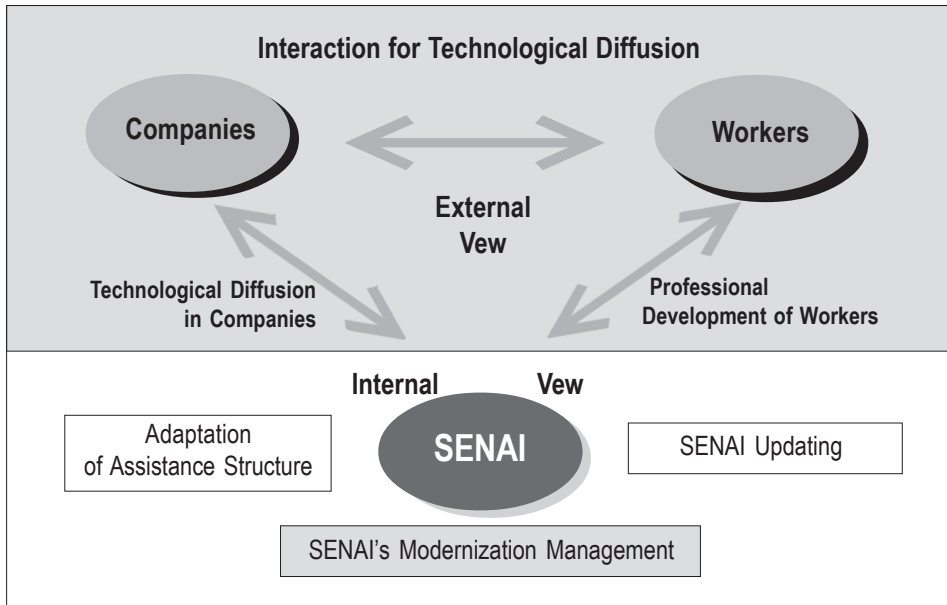 Interaction for Technological Diffusion
Companies
Workers
External
Vew
Technological Diffusion
in Companies
Professional
Development of Workers
Internal Vew
SENAI
Adaptation
of Assistance Structure
SENAI Updating
SENAI's Modernization Management